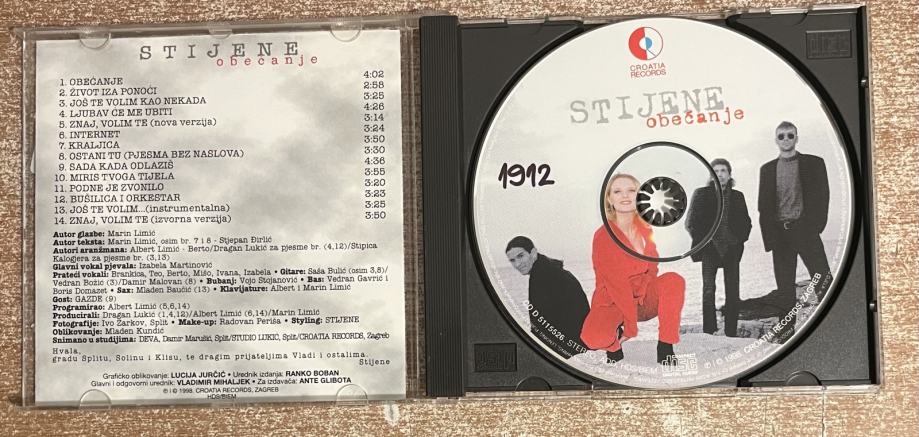 STIJENE
obećanje
1. OBEĆANJE 4:02
2. ŽIVOT IZA PONOĆI 2:58
3. JOŠ TE VOLIM KAO NEKADA 3:25
4. LJUBAV ĆE ME UBITI 4:26
5. ZNAJ, VOLIM TE (nova verzija) 3:14
6. INTERNET 3:24
7. KRALJICA 3:50
8. OSTANI TU (PJESMA BEZ NASLOVA) 3:30
9. SADA KADA ODLAZIŠ 4:36
10. MIRIS TVOGA TIJELA 3:55
11. PODNE JE ZVONILO 3:20
12. BUŠILICA I ORKESTAR 3:23
13. JOŠ TE VOLIM...(instrumentalna) 3:25
14. ZNAJ, VOLIM TE (izvorna verzija) 3:50
Autor glazbe: Marin Limić
Autor teksta: Marin Limić, osim br. 7 i 8 - Stjepan Đirlić
Autori aranžmana: Albert Limić - Berto/Dragan Lukić za pjesme br. (4,12)/Stipica
Kalogera za pjesme br. (3,13)
Glavni vokal pjevala: Izabela Martinović
Prateći vokali: Brankica, Teo, Berto, Mišo, Ivana, Izabela • Gitare: Saša Bulić (osim 3,8)/
Vedran Božić (3)/Damir Malovan (8) • Bubanj: Vojo Stojanović • Bas: Vedran Gavrić i
Boris Domazet • Sax: Mladen Baučić (13) • Klavijature: Albert i Marin Limić
Gost: GAZDE (9)
Programirao: Albert Limić (5,6,14)
Producirali: Dragan Lukić (1,4,12)/Albert Limić (6,14)/Marin Limić
Fotografije: Ivo Žarkov, Split • Make-up: Radovan Periša • Styling: STIJENE
Oblikovanje: Mladen Kundić
Snimano u studijima: DEVA, Damir Marušić, Split/STUDIO LUKIĆ, Split/CROATIA RECORDS, Zagreb
Hvala,
gradu Splitu, Solinu i Klisu, te dragim prijateljima Vladi i ostalima.
Stijene
Grafičko oblikovanje: LUCIJA JURČIĆ • Urednik izdanja: RANKO BOBAN
Glavni i odgovorni urednik: VLADIMIR MIHALJEK • Za izdavača: ANTE GLIBOTA
℗ i © 1998. CROATIA RECORDS, ZAGREB
HDS/BIEM
CROATIA
RECORDS
STIJENE
obećanje
1912
CD D 5115526, STEREO, ADD, HDS/BIEM
COMPACT
disc
DIGITAL AUDIO
℗ i © 1998. CROATIA RECORDS, ZAGREB